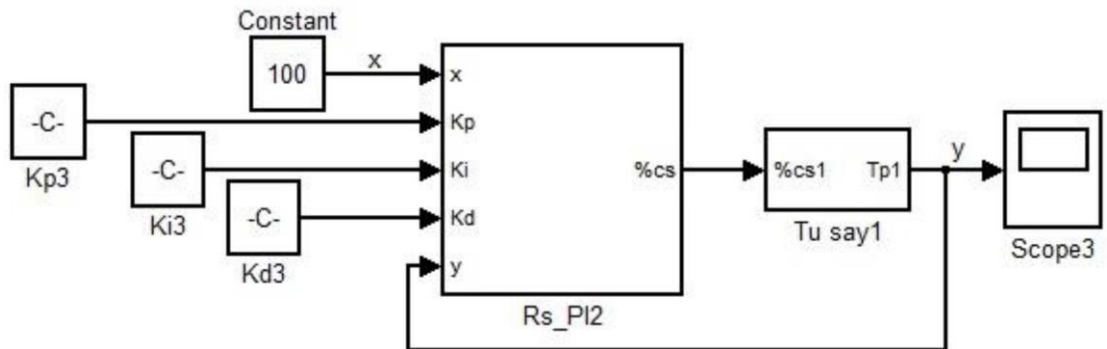 Constant
100
x
-C-
Kp3
-C-
Ki3
-C-
Kd3
x
Kp
Ki
Kd
y
%cs
Rs_PI2
%cs1 Tp1
Tu say1
y
Scope3